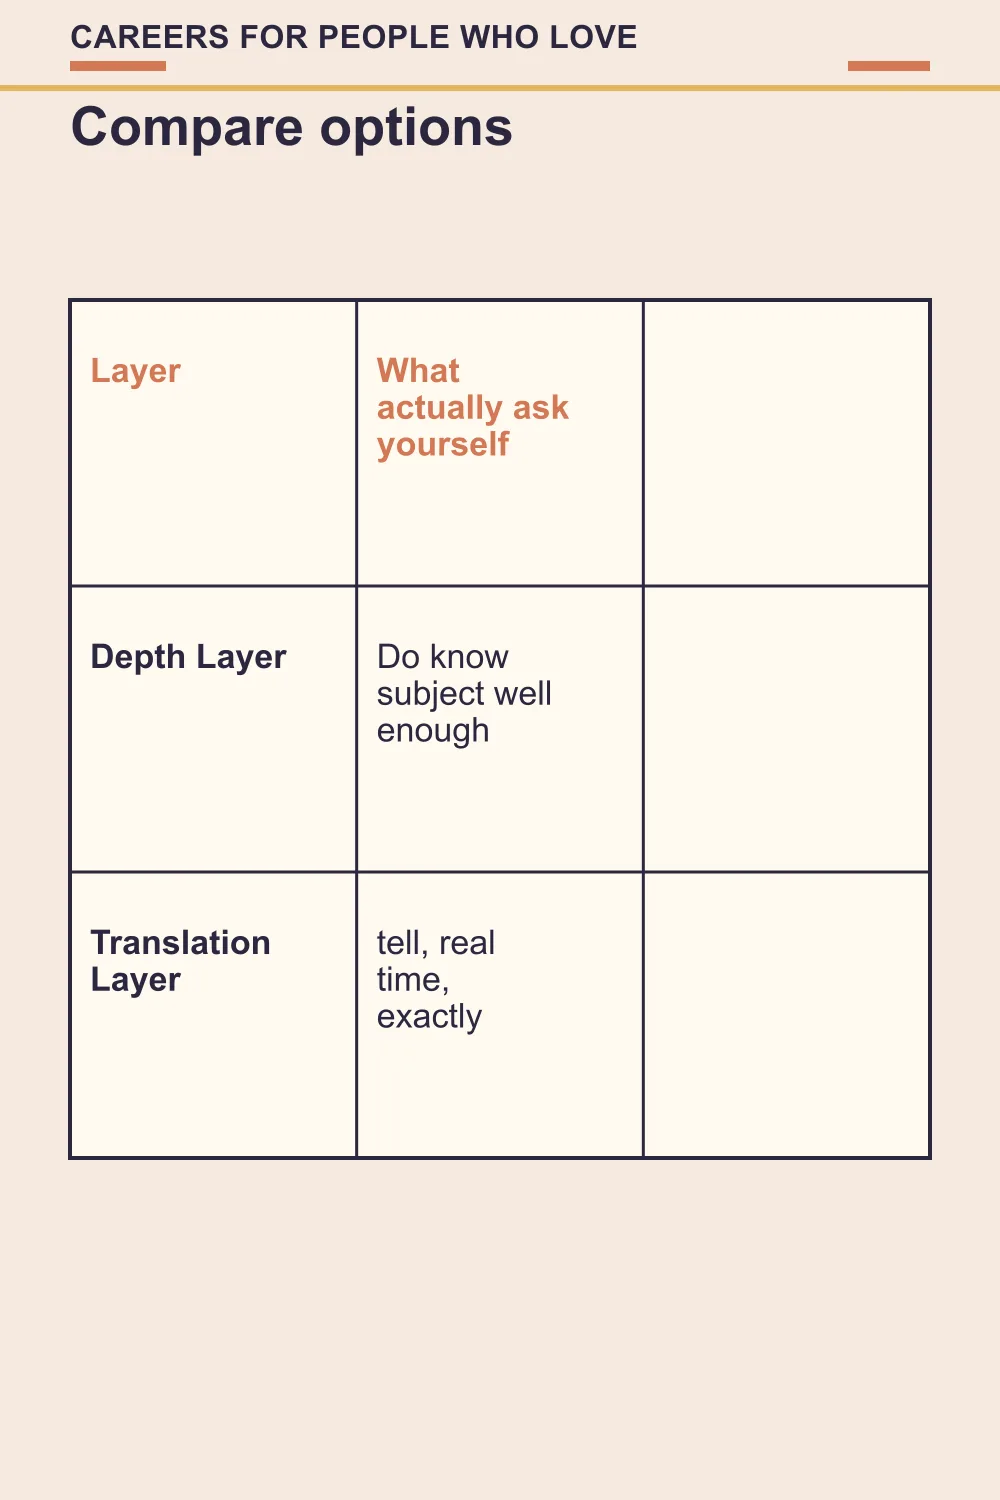 CAREERS FOR PEOPLE WHO LOVE
Compare options
Layer
What
actually ask
yourself
Depth Layer
Do know
subject well
enough
Translation
Layer
tell, real
time,
exactly